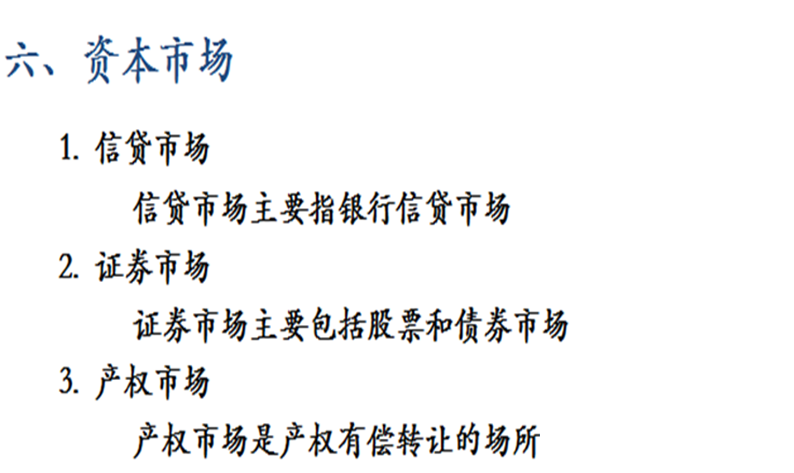 六、资本市场
1. 信贷市场
信贷市场主要指银行信贷市场
2. 证券市场
证券市场主要包括股票和债券市场
3. 产权市场
产权市场是产权有偿转让的场所